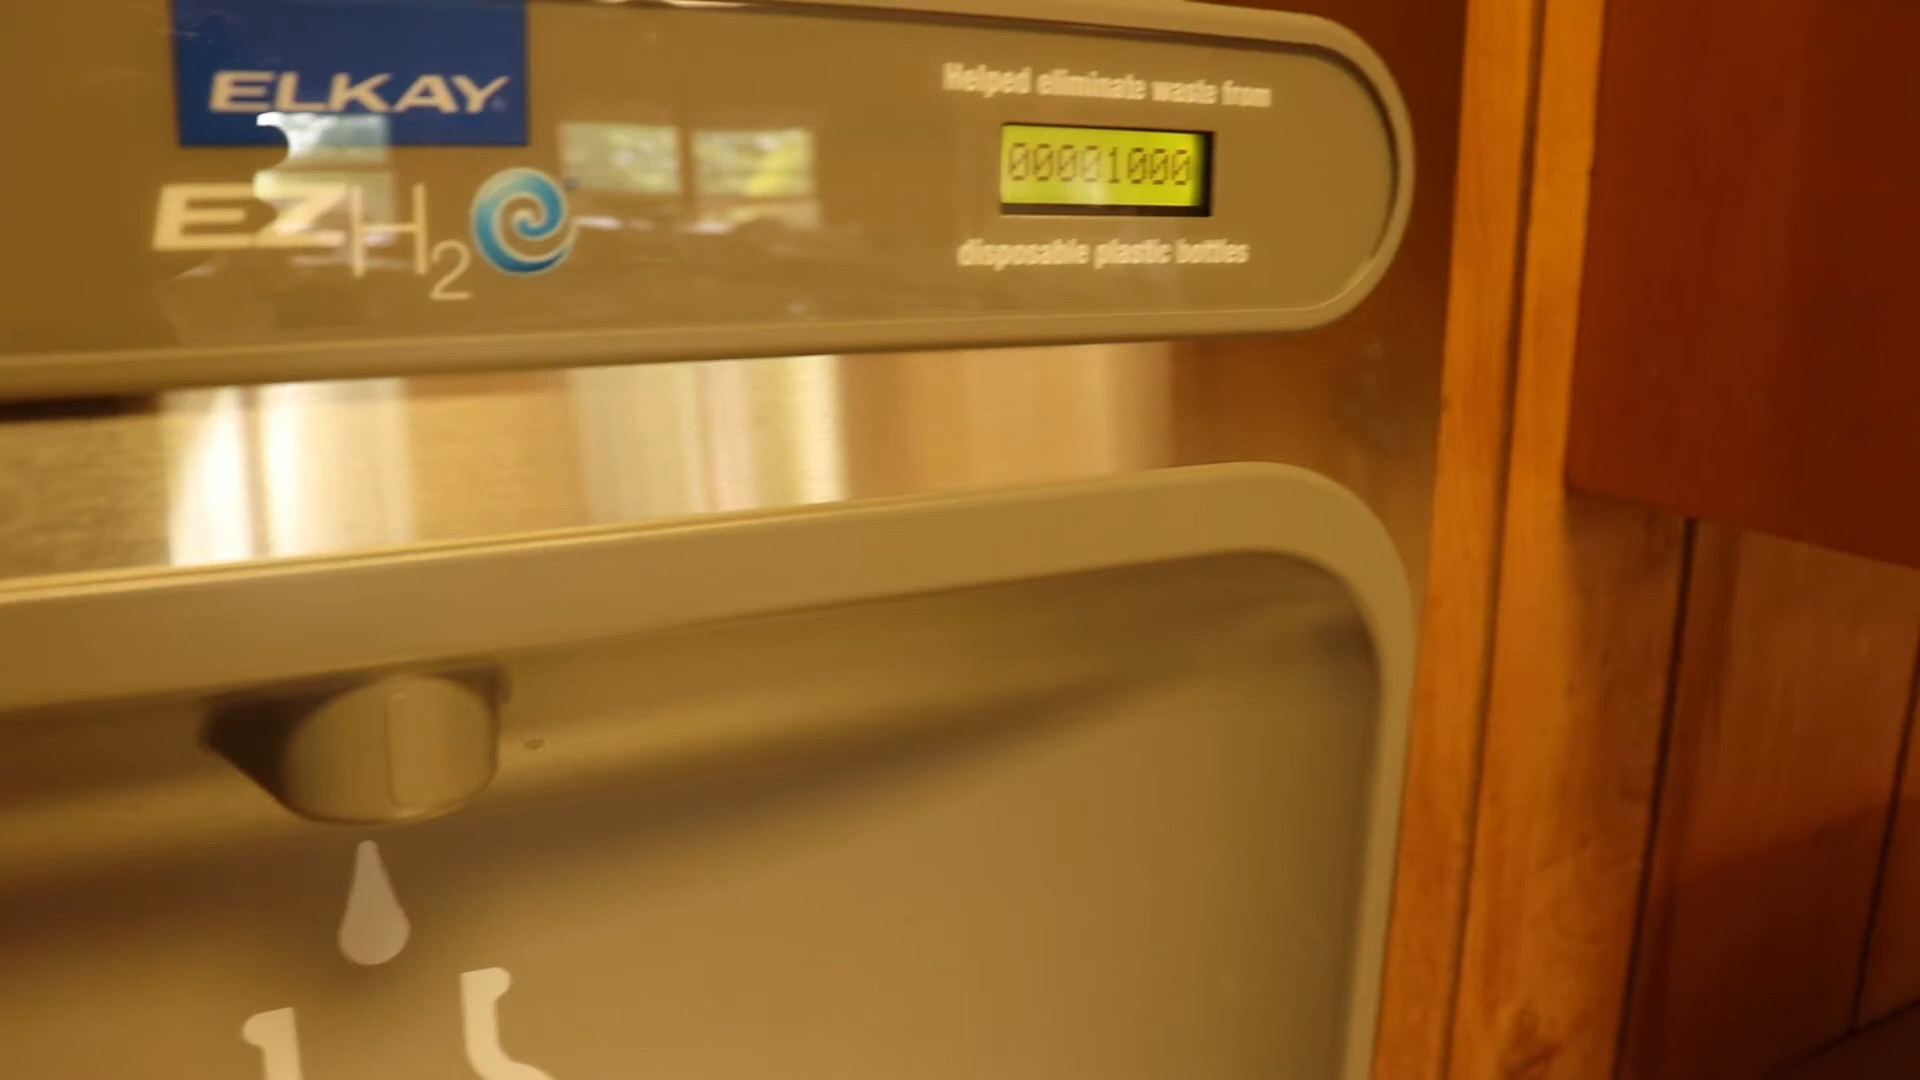 ELKAY
EZH2O
Helped eliminate waste from
00001000
disposable plastic bottles